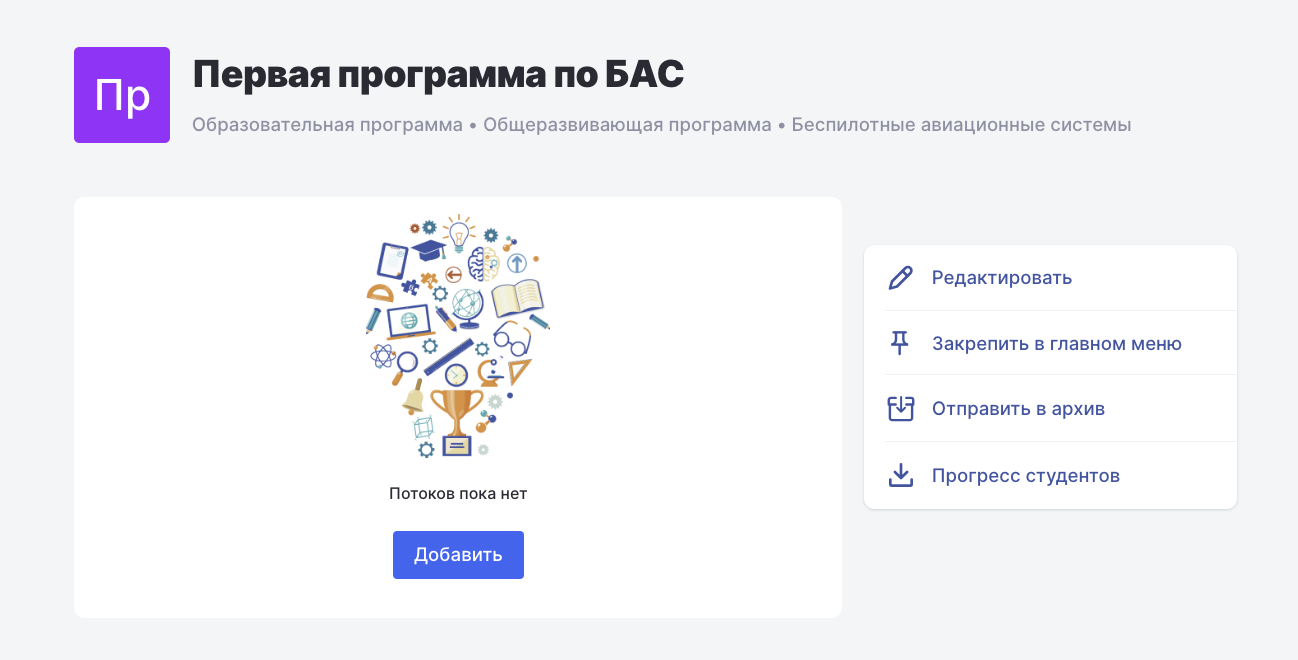 Пр
Первая программа по БАС
Образовательная программа • Общеразвивающая программа • Беспилотные авиационные системы
Потоков пока нет
Добавить
Редактировать
Закрепить в главном меню
Отправить в архив
Прогресс студентов